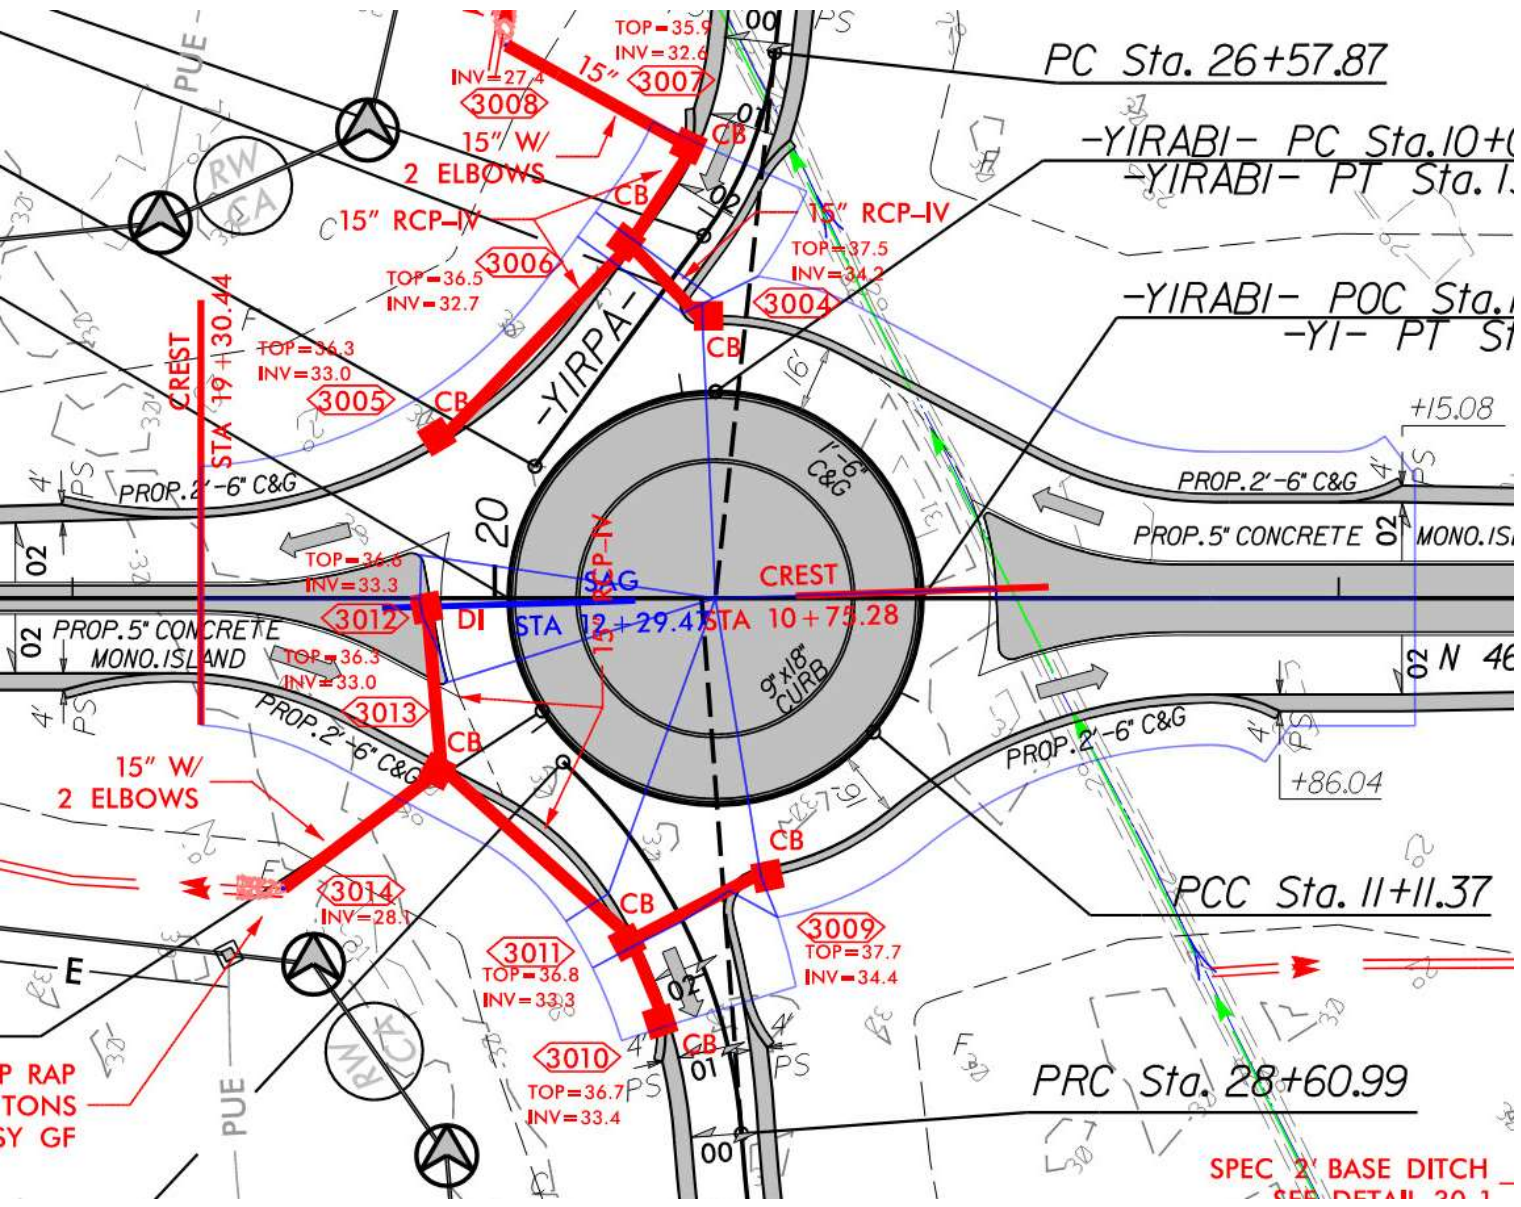 PS
00
PUE
TOP=35.9
INV=32.6
3007
15"
INV=27.4
3008
PC Sta. 26+57.87
CB
01
15" W/
2 ELBOWS
-YIRABI- PC Sta.10+0
-YIRABI- PT Sta.
RW
CA
C
CB
02
15" RCP-IV
15" RCP-IV
3006
TOP=36.5
INV=32.7
TOP=37.5
INV=34.2
3004
CB
-YIRABI- POC Sta.
-YI- PT St
CREST
STA 19+30.44
TOP=36.3
INV=33.0
3005
CB
-YIRPA-
16'
+15.08
4'
PS
PROP.2'-6" C&G
1'-6"
C&G
PROP.2'-6" C&G
4'
PS
20
02
02
PROP.5" CONCRETE
MONO.IS
TOP=36.6
INV=33.3
3012
DI
15" RCP-IV
SAG
STA 12+29.47
CREST
STA 10+75.28
02
PROP.5" CONCRETE
MONO.ISLAND
TOP=36.3
INV=33.0
3013
CB
9"x18"
CURB
02
N 46
4'
PS
PROP.2'-6" C&G
PROP.2'-6" C&G
4'
PS
+86.04
15" W/
2 ELBOWS
16'
CB
3014
INV=28.1
CB
PCC Sta. 11+11.37
3011
TOP=36.8
INV=33.3
3009
TOP=37.7
INV=34.4
E
02
RW
CA
3010
TOP=36.7
INV=33.4
4'
PS
CB
01
4'
PS
F
P RAP
TONS
SY GF
PUE
PRC Sta. 28+60.99
00
SPEC 2' BASE DITCH
SEE DETAIL 30-1